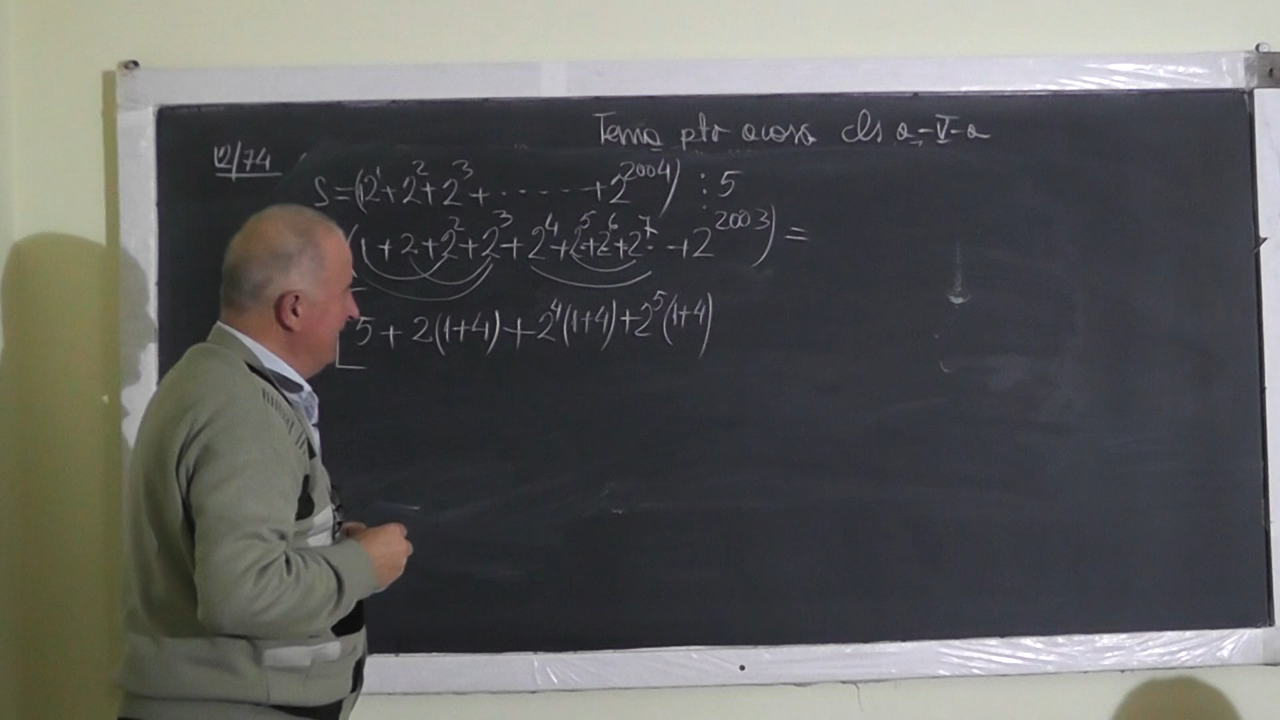 Tema ptr acasa cls a-V-a
12/74
S=(2¹+2²+2³+......+2²⁰⁰⁴) ⋮ 5
(1+2+2²+2³+2⁴+2⁵+2⁶+2⁷..+2²⁰⁰³)=
[5+2(1+4)+2⁴(1+4)+2⁵(1+4)